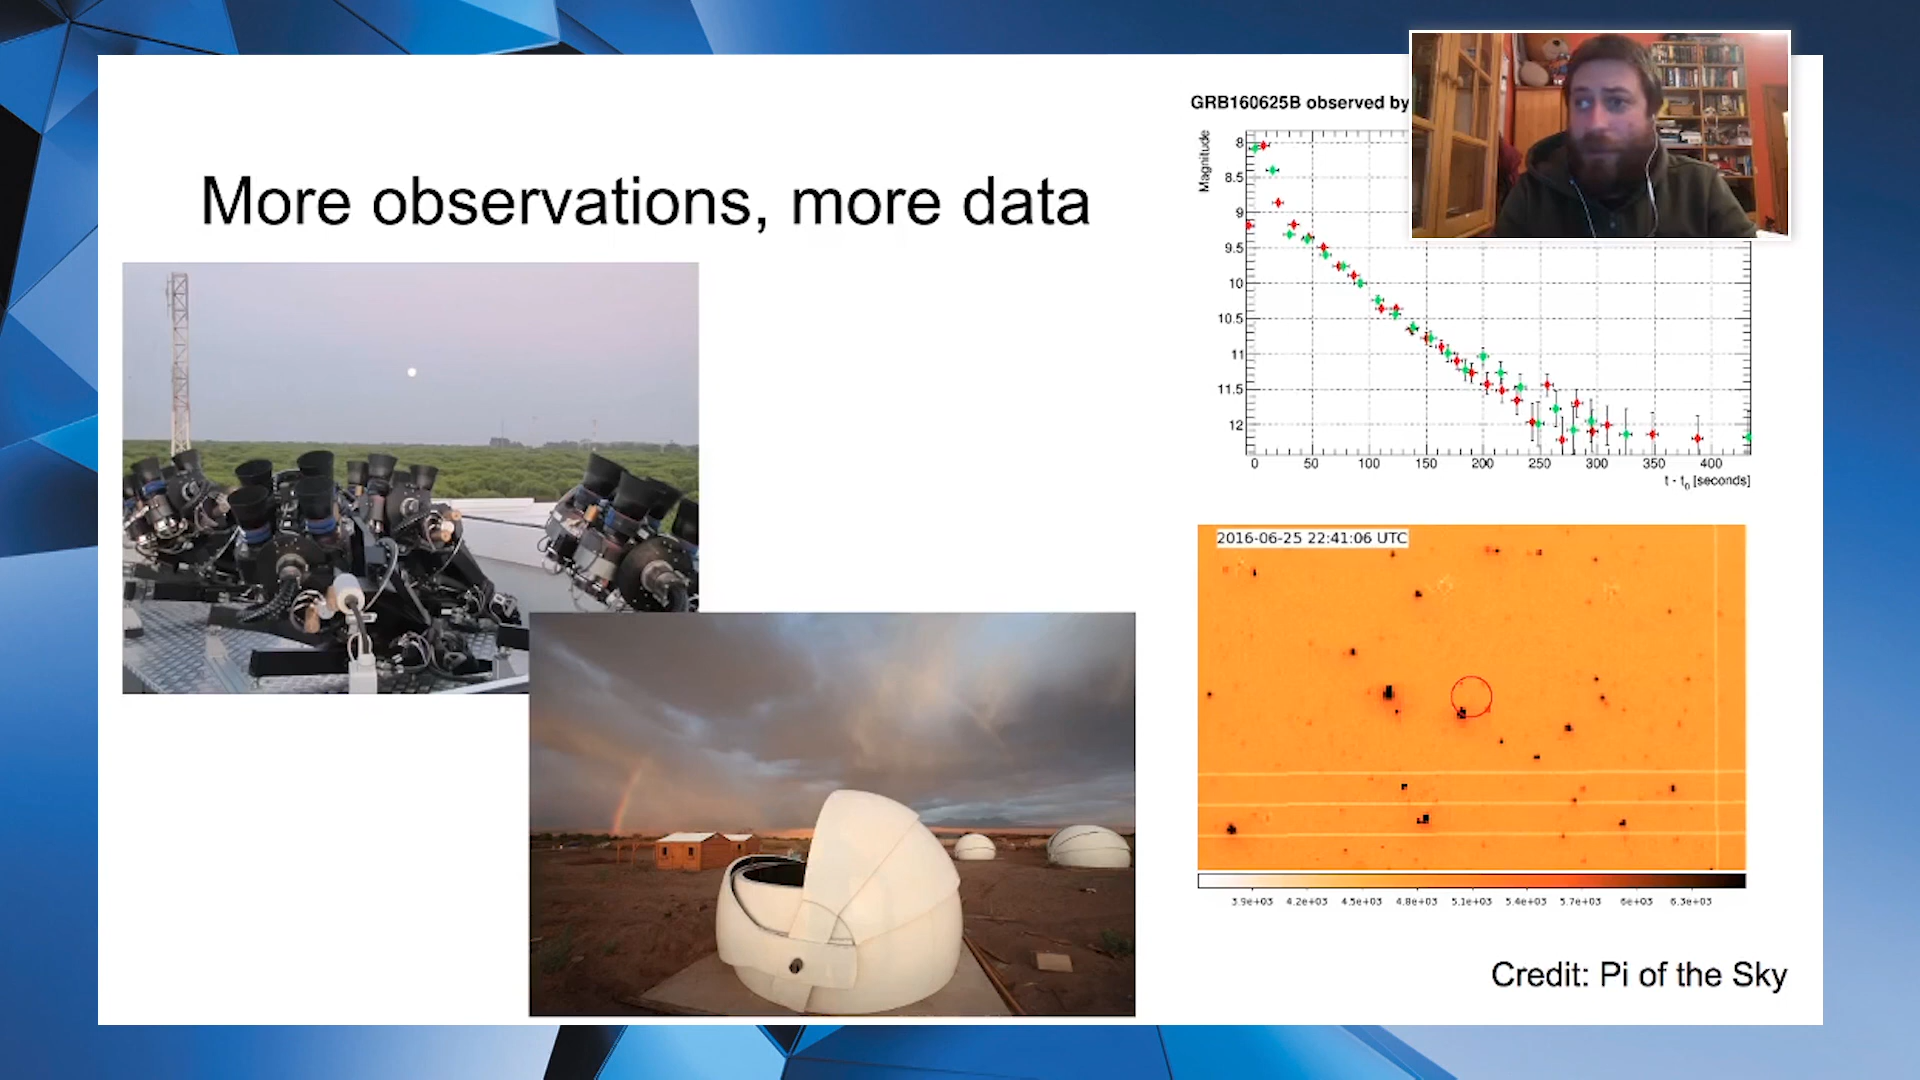 More observations, more data
GRB160625B observed by
Magnitude
8
8.5
9
9.5
10
10.5
11
11.5
12
0 50 100 150 200 250 300 350 400
t - t0 [seconds]
2016-06-25 22:41:06 UTC
3.9e+03 4.2e+03 4.5e+03 4.8e+03 5.1e+03 5.4e+03 5.7e+03 6e+03 6.3e+03
Credit: Pi of the Sky